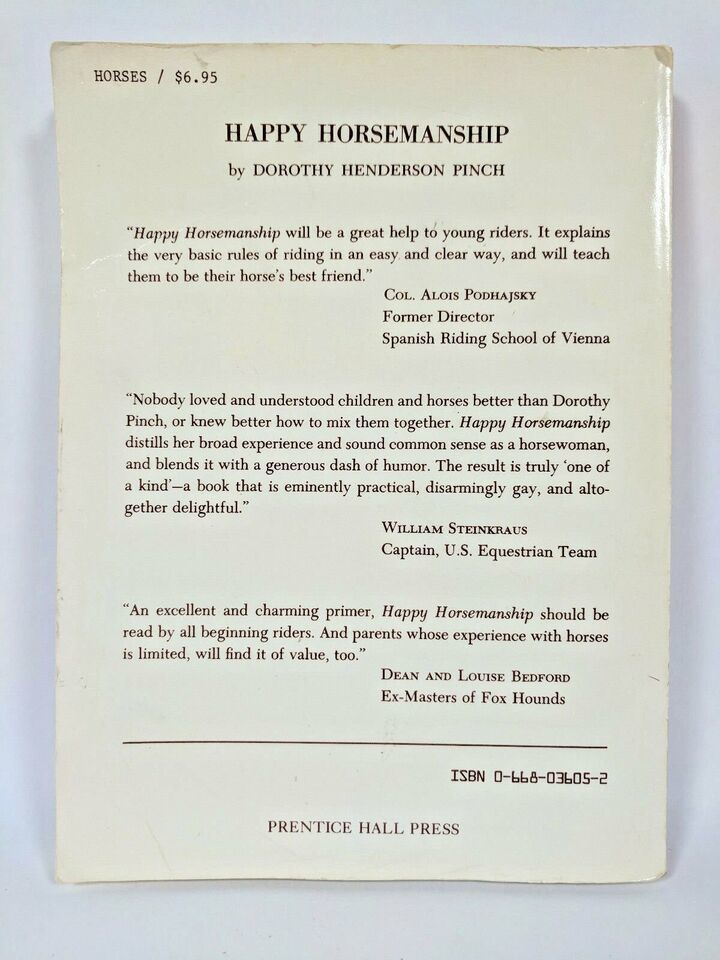 HORSES / $6.95
HAPPY HORSEMANSHIP
by DOROTHY HENDERSON PINCH
“Happy Horsemanship will be a great help to young riders. It explains
the very basic rules of riding in an easy and clear way, and will teach
them to be their horse’s best friend.”
COL. ALOIS PODHAJSKY
Former Director
Spanish Riding School of Vienna
“Nobody loved and understood children and horses better than Dorothy
Pinch, or knew better how to mix them together. Happy Horsemanship
distills her broad experience and sound common sense as a horsewoman,
and blends it with a generous dash of humor. The result is truly ‘one of
a kind’—a book that is eminently practical, disarmingly gay, and alto-
gether delightful.”
WILLIAM STEINKRAUS
Captain, U.S. Equestrian Team
“An excellent and charming primer, Happy Horsemanship should be
read by all beginning riders. And parents whose experience with horses
is limited, will find it of value, too.”
DEAN AND LOUISE BEDFORD
Ex-Masters of Fox Hounds
ISBN 0-668-03605-2
PRENTICE HALL PRESS